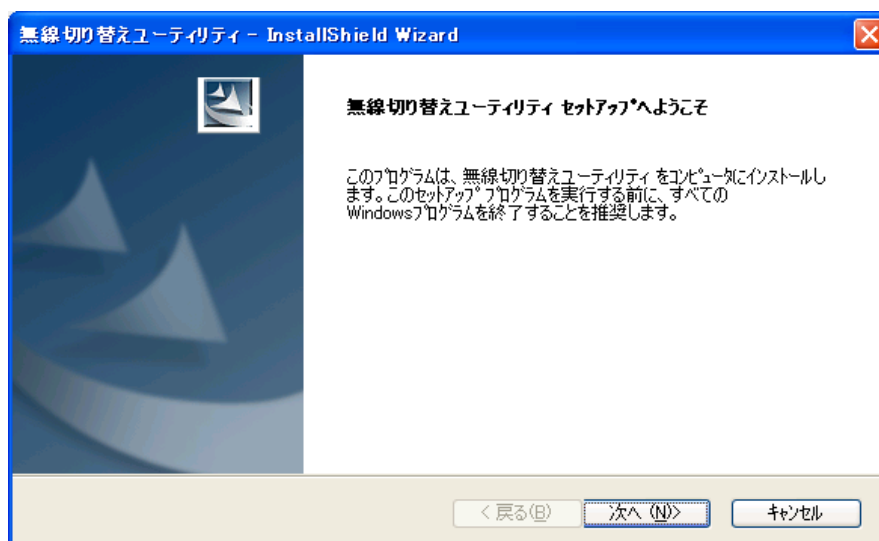 無線切り替えユーティリティ - InstallShield Wizard
無線切り替えユーティリティ セットアップへようこそ
このプログラムは、無線切り替えユーティリティ をコンピュータにインストールし
ます。このセットアップ プログラムを実行する前に、すべての
Windowsプログラムを終了することを推奨します。
< 戻る(B)
次へ (N)>
キャンセル